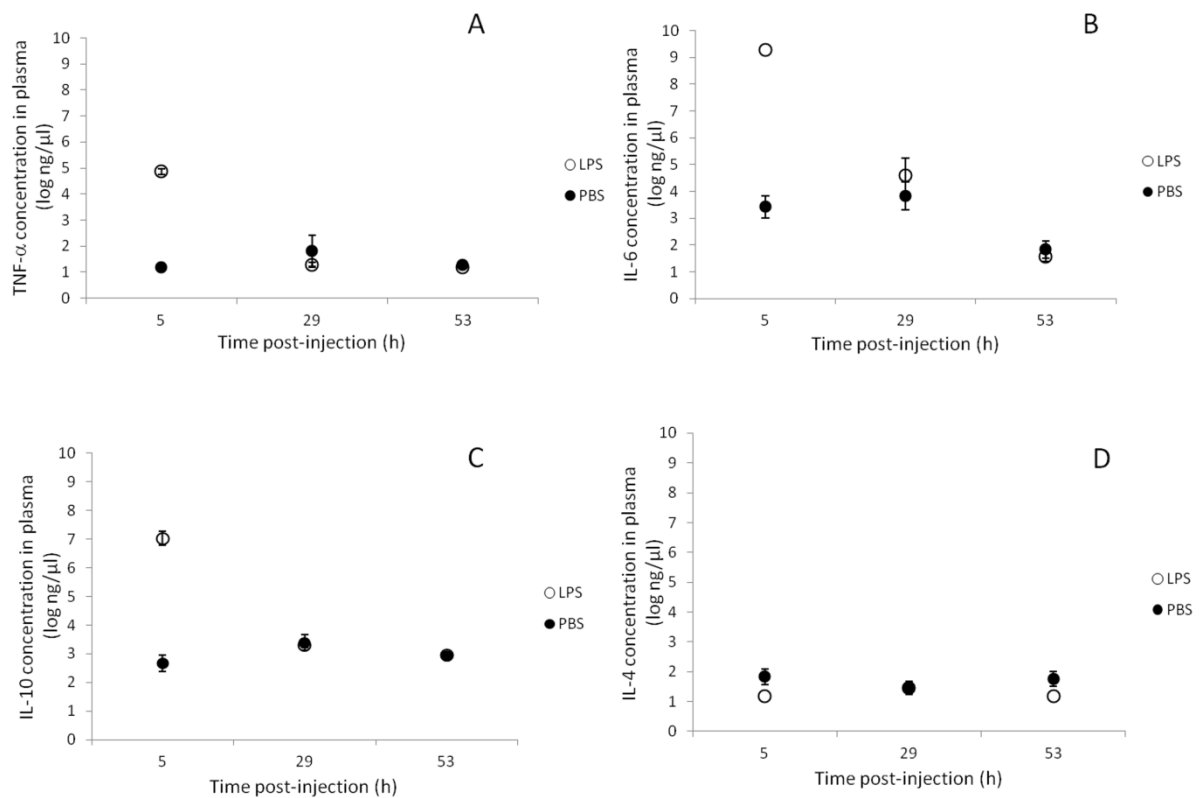 A
10
9
8
7
6
5
4
3
2
1
0
TNF-α concentration in plasma
(log ng/µl)
5 29 53
Time post-injection (h)
LPS
PBS
B
10
9
8
7
6
5
4
3
2
1
0
IL-6 concentration in plasma
(log ng/µl)
5 29 53
Time post-injection (h)
LPS
PBS
C
10
9
8
7
6
5
4
3
2
1
0
IL-10 concentration in plasma
(log ng/µl)
5 29 53
Time post-injection (h)
LPS
PBS
D
10
9
8
7
6
5
4
3
2
1
0
IL-4 concentration in plasma
(log ng/µl)
5 29 53
Time post-injection (h)
LPS
PBS